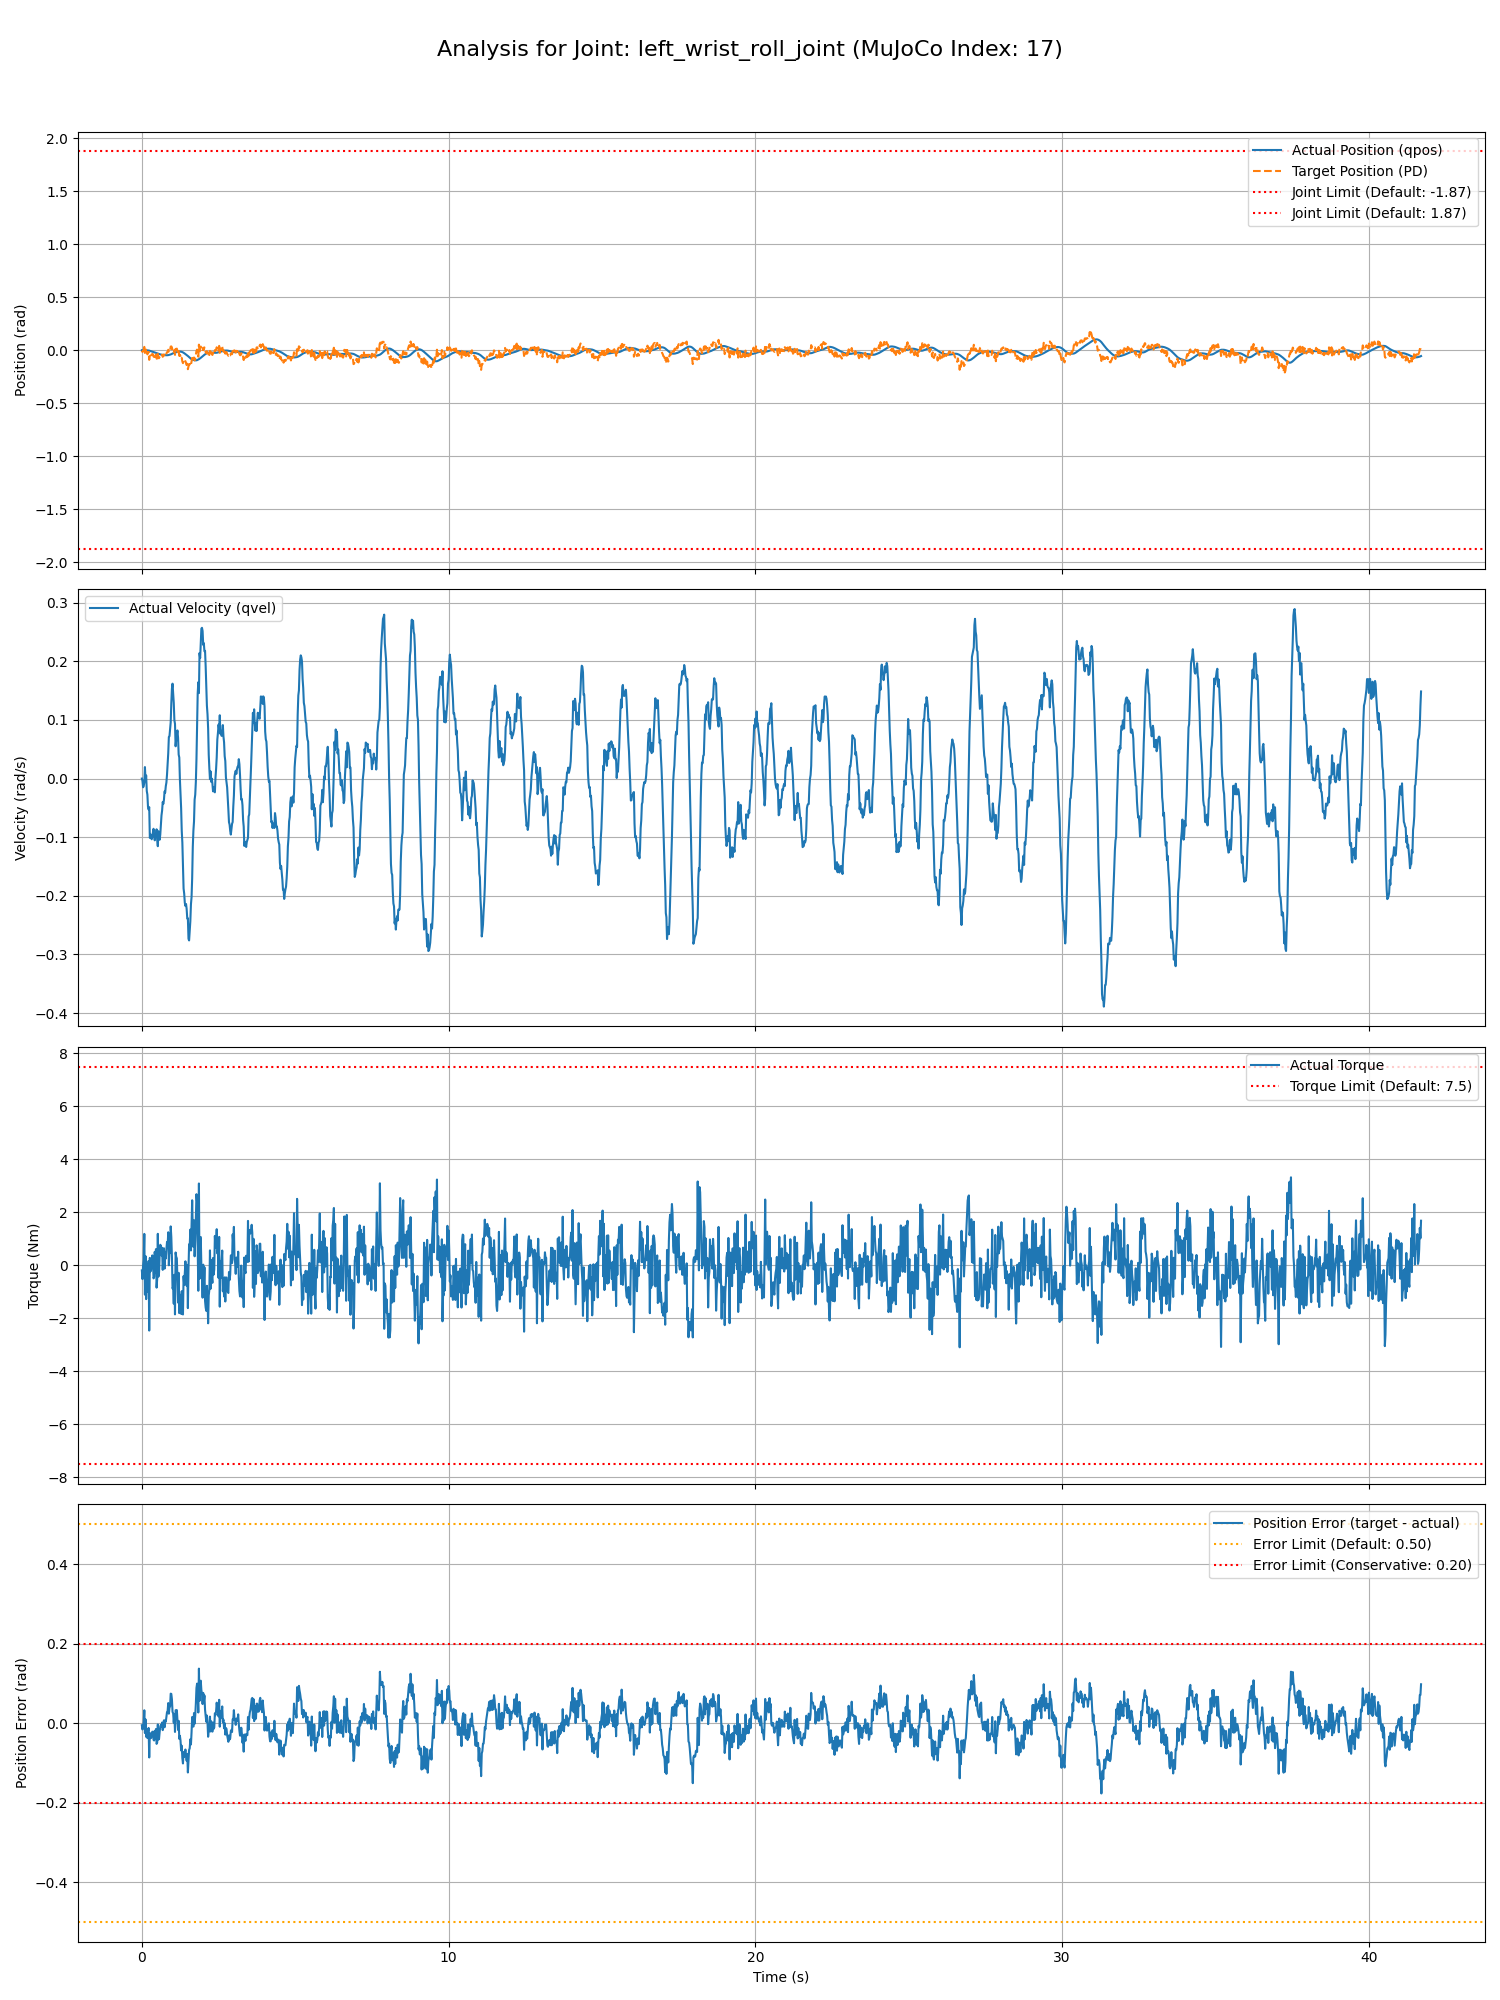 Analysis for Joint: left_wrist_roll_joint (MuJoCo Index: 17)
2.0
1.5
1.0
0.5
0.0
−0.5
−1.0
−1.5
−2.0
Position (rad)
Actual Position (qpos)
Target Position (PD)
Joint Limit (Default: -1.87)
Joint Limit (Default: 1.87)
0.3
0.2
0.1
0.0
−0.1
−0.2
−0.3
−0.4
Velocity (rad/s)
Actual Velocity (qvel)
8
6
4
2
0
−2
−4
−6
−8
Torque (Nm)
Actual Torque
Torque Limit (Default: 7.5)
0.4
0.2
0.0
−0.2
−0.4
Position Error (rad)
Position Error (target - actual)
Error Limit (Default: 0.50)
Error Limit (Conservative: 0.20)
0 10 20 30 40
Time (s)